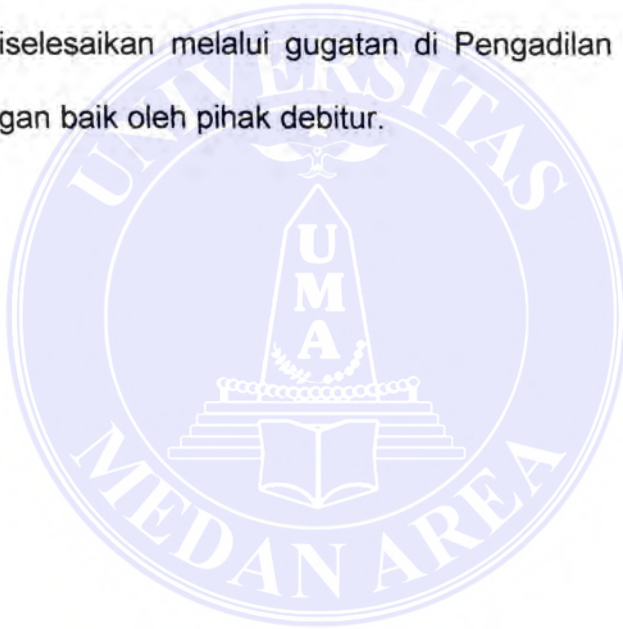 iselesaikan melalui gugatan di Pengadilan
gan baik oleh pihak debitur.
UNIVERSITAS
U
M
A
MEDAN AREA